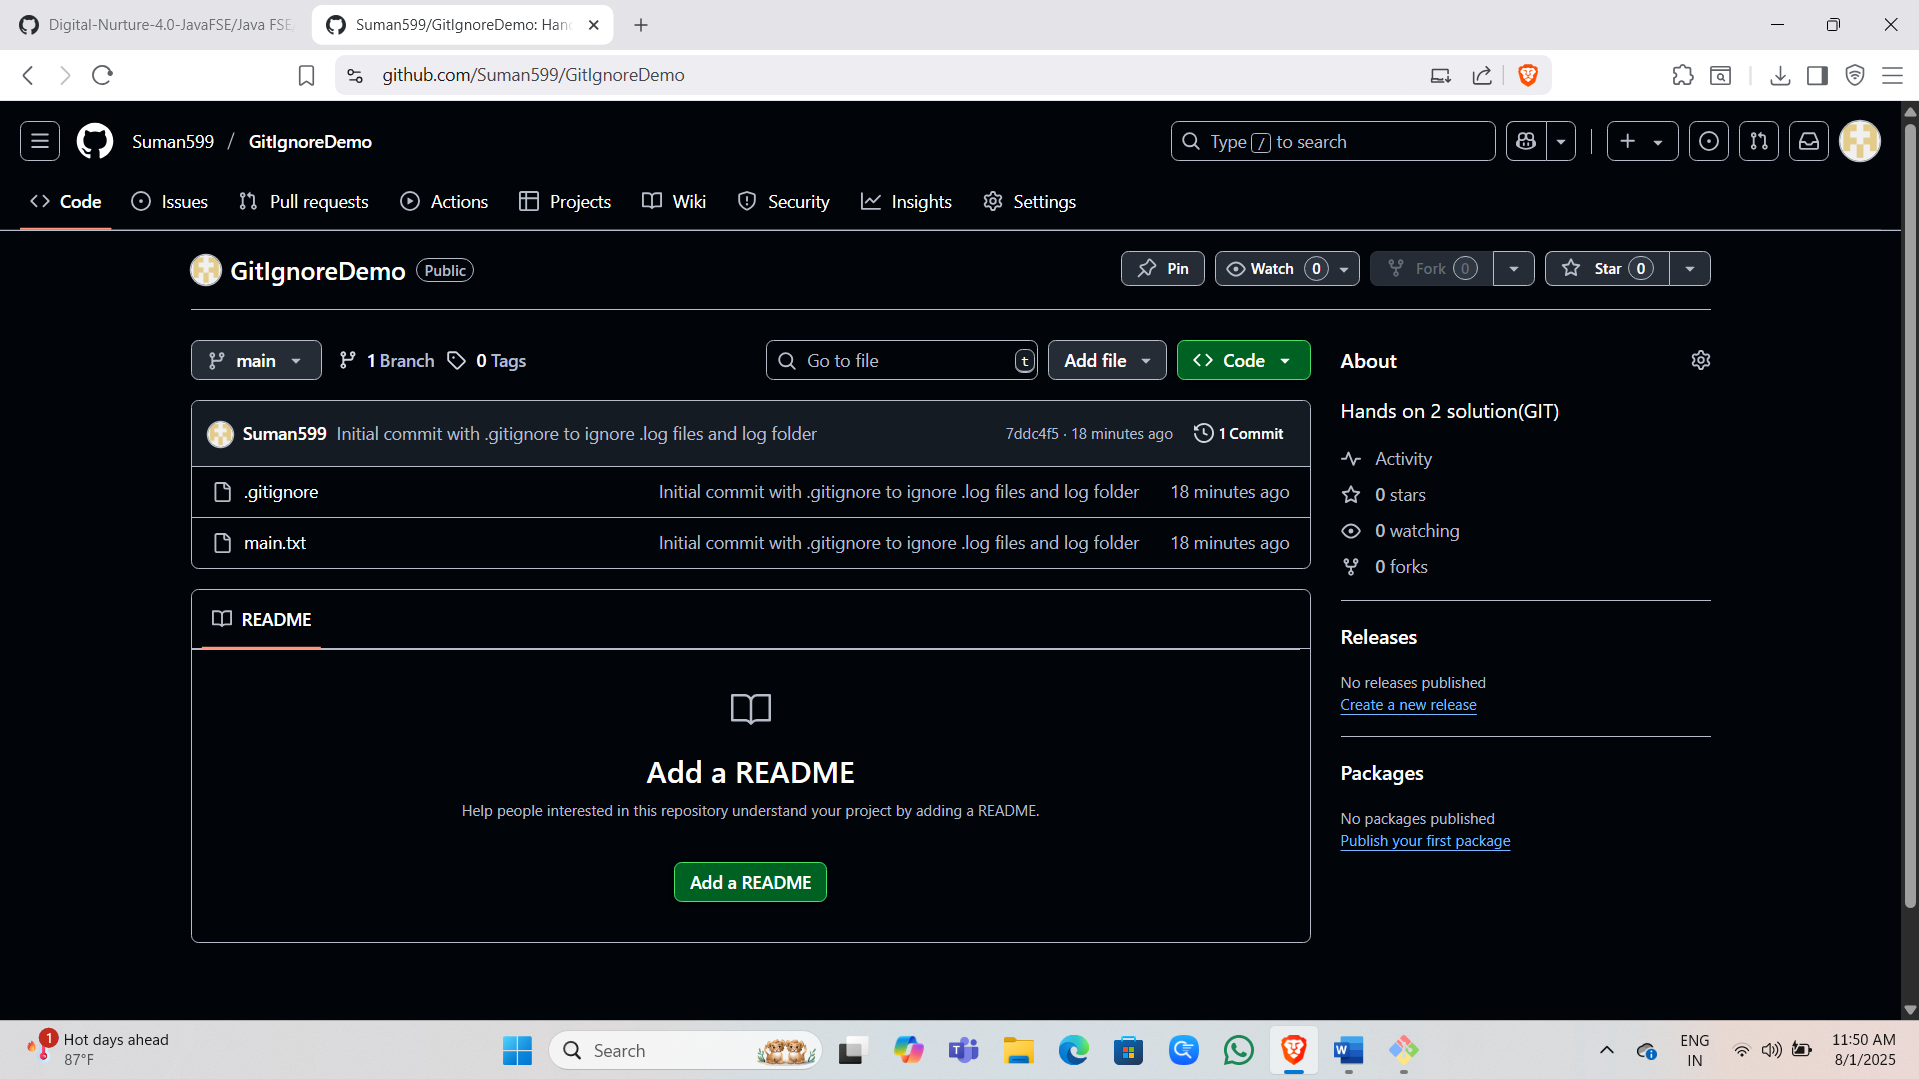 Digital-Nurture-4.0-JavaFSE/Java FSE/
Suman599/GitIgnoreDemo: Han
github.com/Suman599/GitIgnoreDemo
Suman599 / GitIgnoreDemo
Type / to search
Code Issues Pull requests Actions Projects Wiki Security Insights Settings
GitIgnoreDemo Public
Pin Watch 0 Fork 0 Star 0
main 1 Branch 0 Tags
Go to file t Add file Code
Suman599 Initial commit with .gitignore to ignore .log files and log folder 7ddc4f5 · 18 minutes ago 1 Commit
.gitignore Initial commit with .gitignore to ignore .log files and log folder 18 minutes ago
main.txt Initial commit with .gitignore to ignore .log files and log folder 18 minutes ago
README
Add a README
Help people interested in this repository understand your project by adding a README.
Add a README
About
Hands on 2 solution(GIT)
Activity
0 stars
0 watching
0 forks
Releases
No releases published
Create a new release
Packages
No packages published
Publish your first package
1
Hot days ahead
87°F
Search
ENG
IN
11:50 AM
8/1/2025